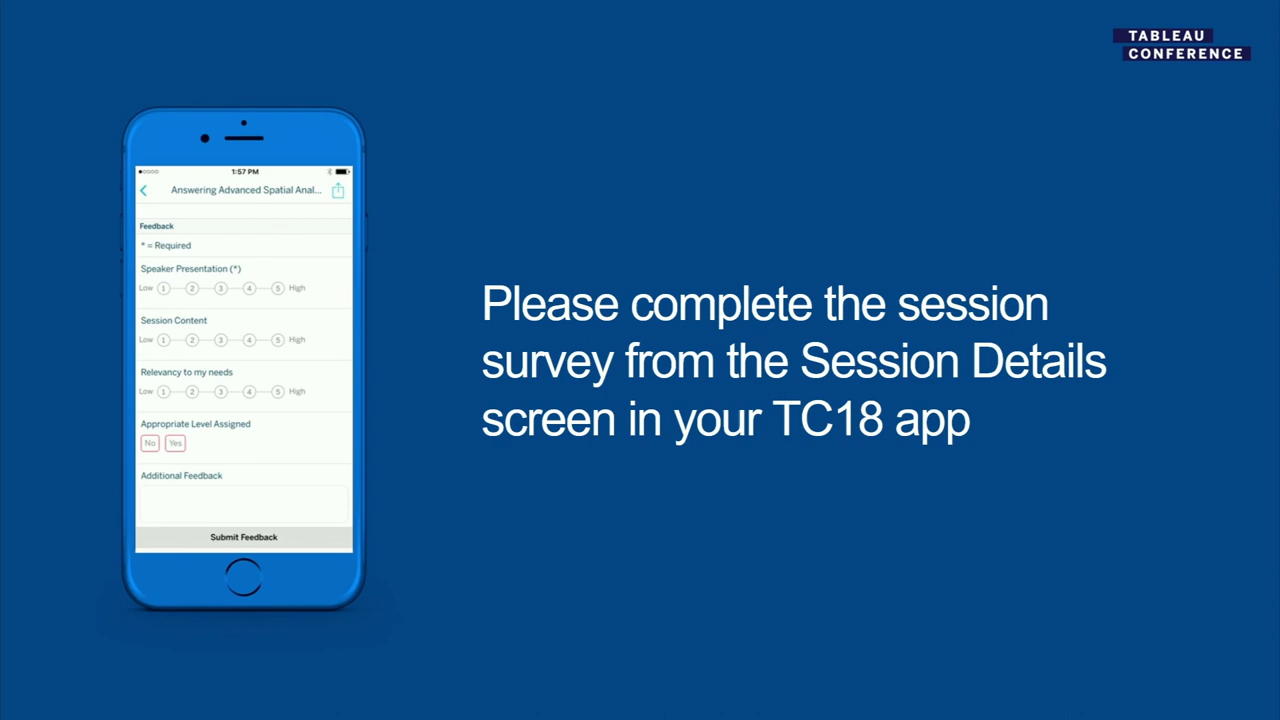 TABLEAU
CONFERENCE
1:57 PM
Answering Advanced Spatial Anal...
Feedback
* = Required
Speaker Presentation (*)
Low 1 2 3 4 5 High
Session Content
Low 1 2 3 4 5 High
Relevancy to my needs
Low 1 2 3 4 5 High
Appropriate Level Assigned
No Yes
Additional Feedback
Submit Feedback
Please complete the session
survey from the Session Details
screen in your TC18 app